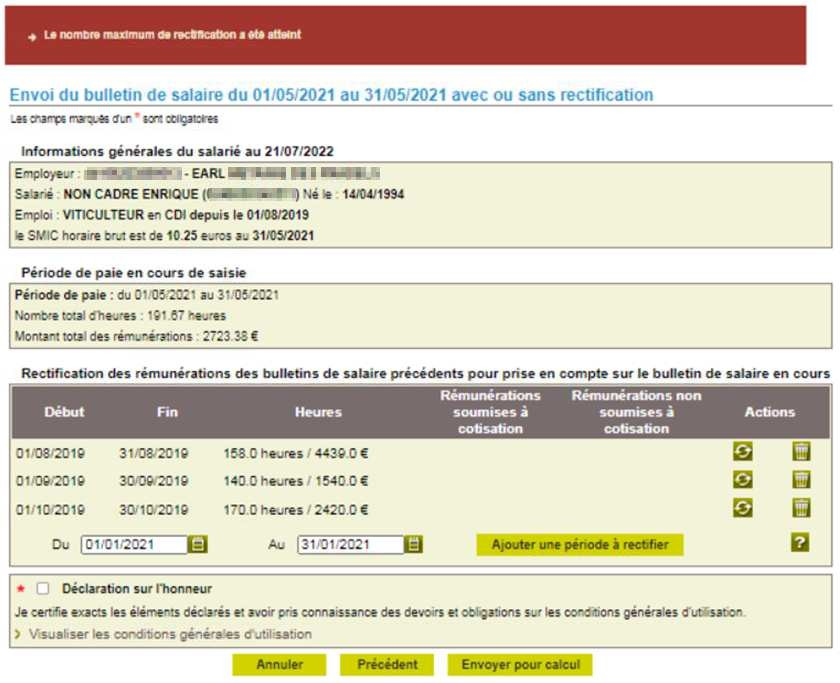 Le nombre maximum de rectification a été atteint
Envoi du bulletin de salaire du 01/05/2021 au 31/05/2021 avec ou sans rectification
Les champs marqués d'un * sont obligatoires
Informations générales du salarié au 21/07/2022
Employeur : - EARL
Salarié : NON CADRE ENRIQUE ( ) Né le : 14/04/1994
Emploi : VITICULTEUR en CDI depuis le 01/08/2019
le SMIC horaire brut est de 10.25 euros au 31/05/2021
Période de paie en cours de saisie
Période de paie : du 01/05/2021 au 31/05/2021
Nombre total d'heures : 191.67 heures
Montant total des rémunérations : 2723.38 €
Rectification des rémunérations des bulletins de salaire précédents pour prise en compte sur le bulletin de salaire en cours
Début Fin Heures Rémunérations soumises à cotisation Rémunérations non soumises à cotisation Actions
01/08/2019 31/08/2019 158.0 heures / 4439.0 €
01/09/2019 30/09/2019 140.0 heures / 1540.0 €
01/10/2019 30/10/2019 170.0 heures / 2420.0 €
Du 01/01/2021 Au 31/01/2021 Ajouter une période à rectifier ?
* Déclaration sur l'honneur
Je certifie exacts les éléments déclarés et avoir pris connaissance des devoirs et obligations sur les conditions générales d'utilisation.
Visualiser les conditions générales d'utilisation
Annuler Précédent Envoyer pour calcul